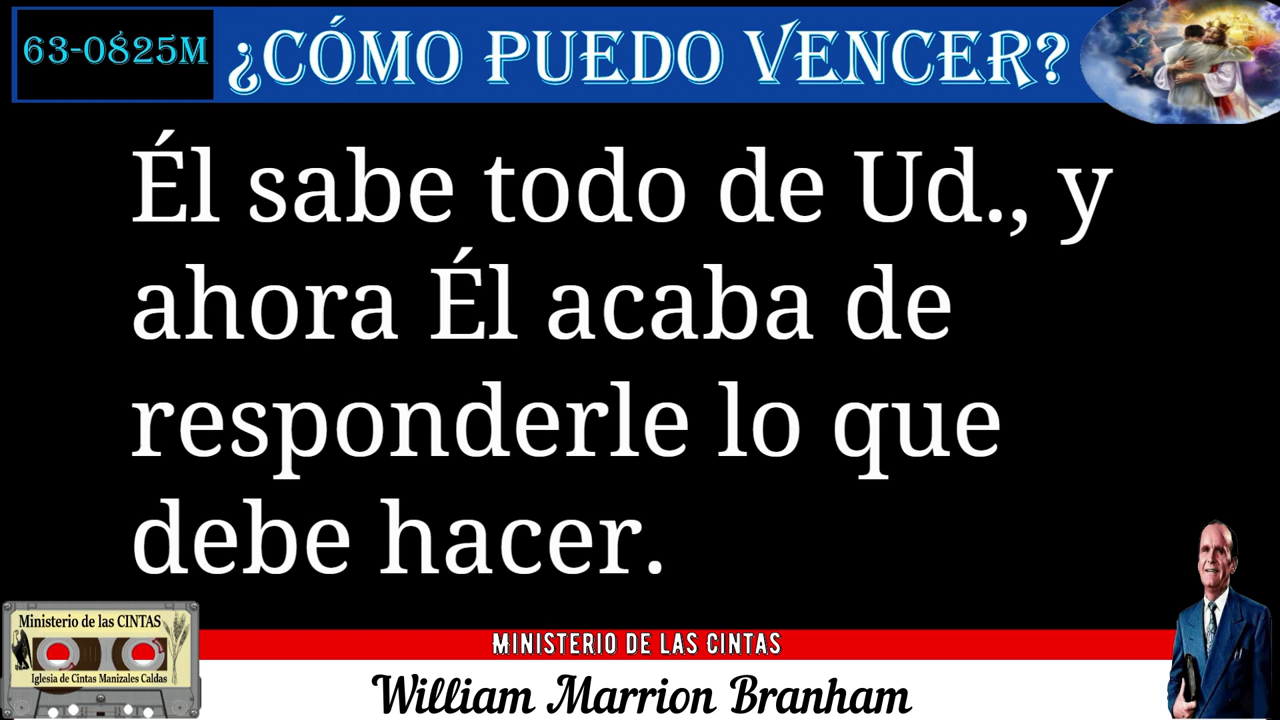 63-0825M
¿CÓMO PUEDO VENCER?
Él sabe todo de Ud., y
ahora Él acaba de
responderle lo que
debe hacer.
Ministerio de las CINTAS
Iglesia de Cintas Manizales Caldas
MINISTERIO DE LAS CINTAS
William Marrion Branham